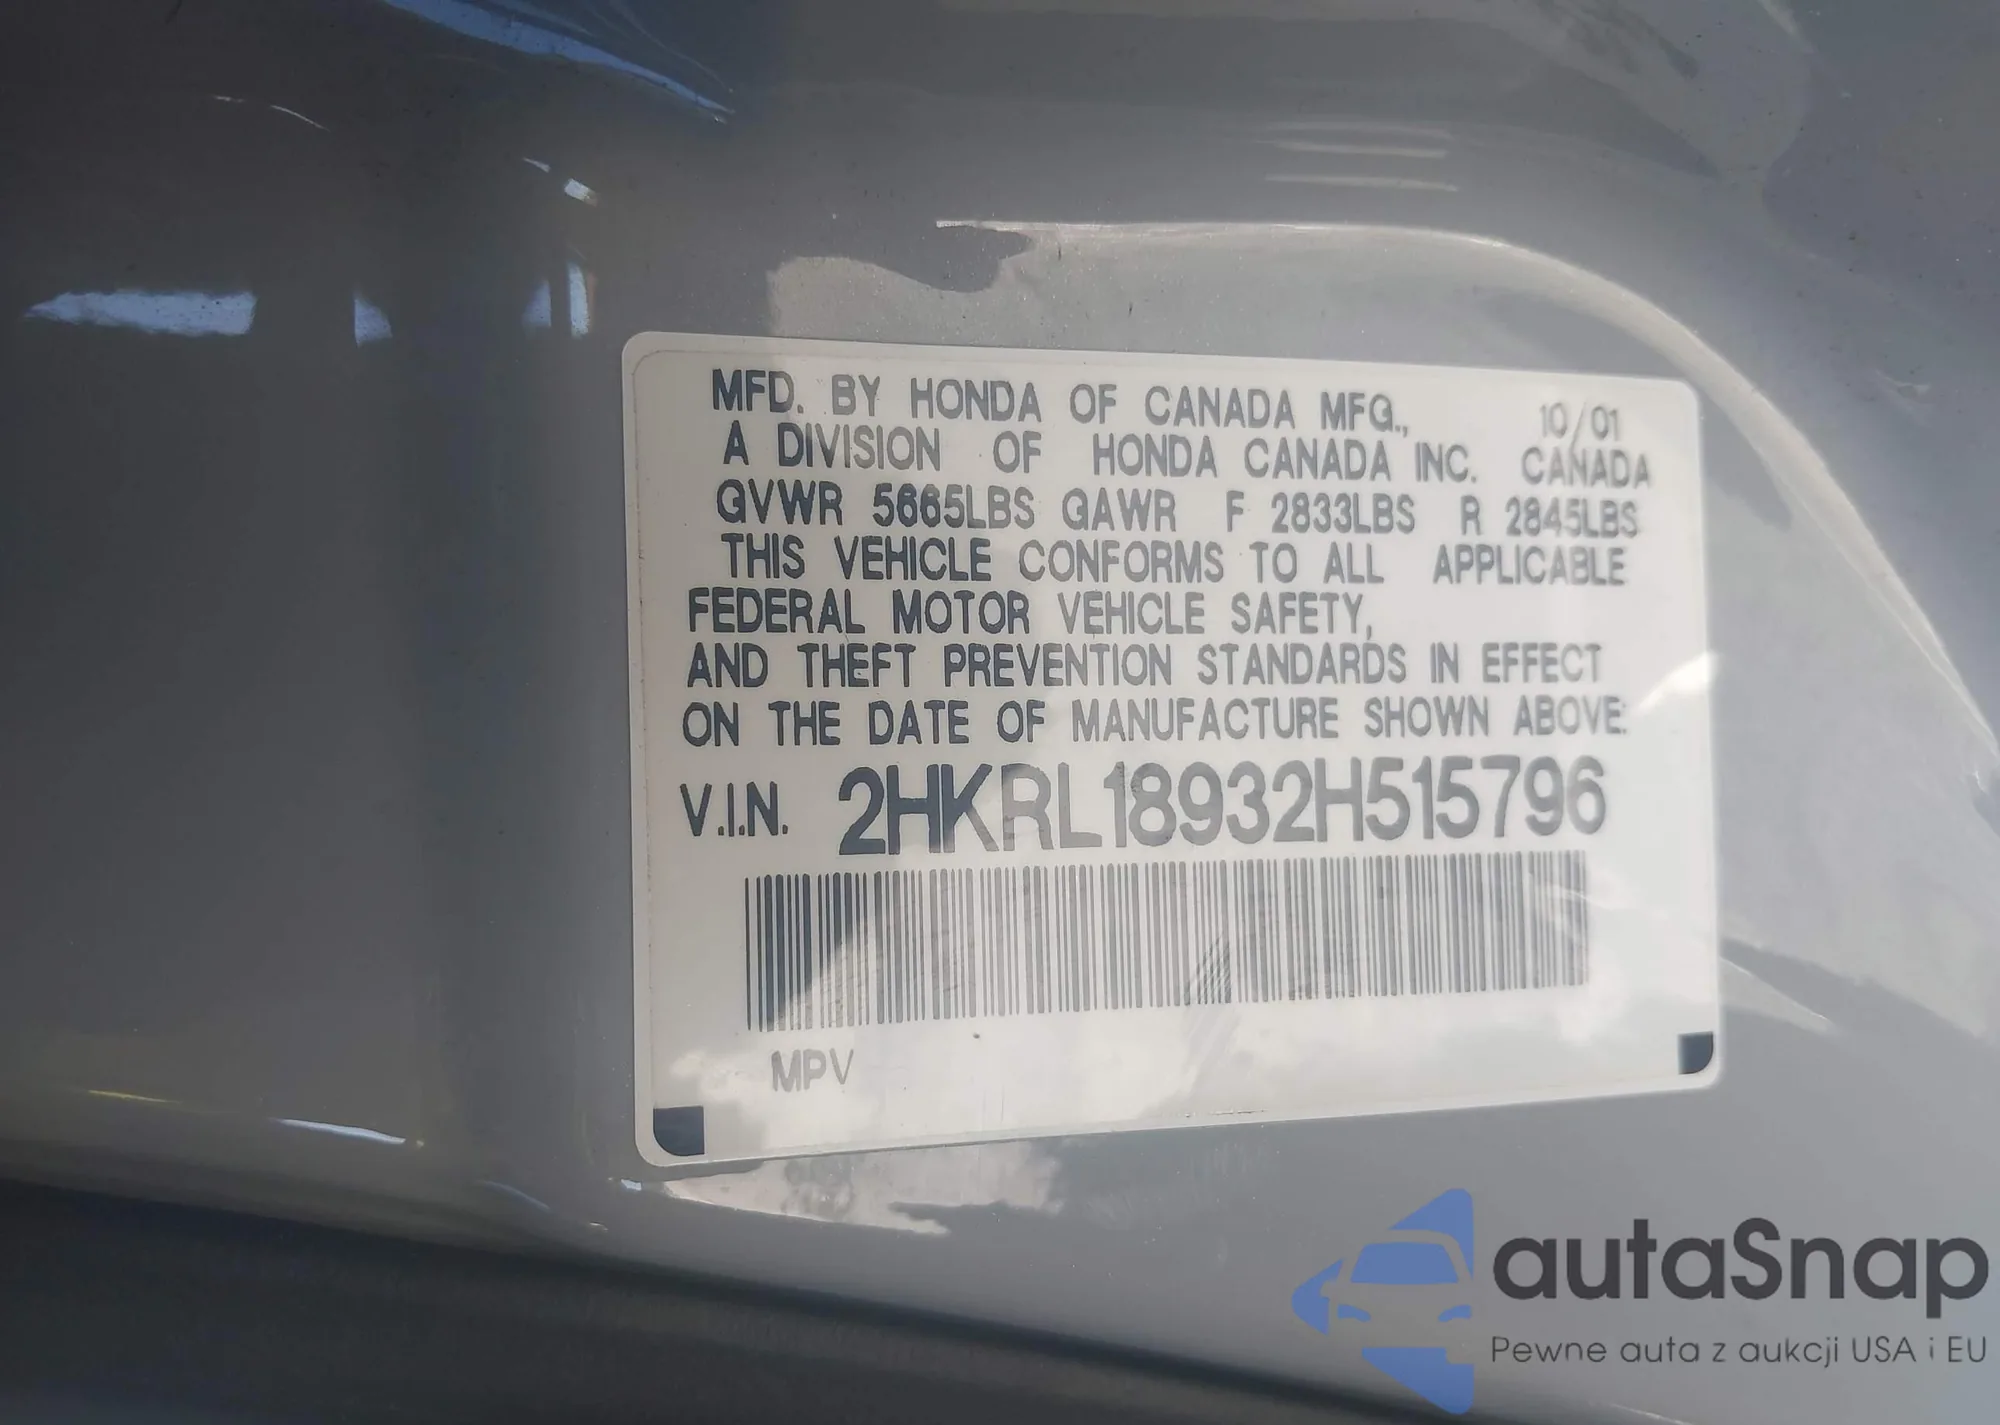 MFD. BY HONDA OF CANADA MFG., 10/01
A DIVISION OF HONDA CANADA INC. CANADA
GVWR 5665LBS GAWR F 2833LBS R 2845LBS
THIS VEHICLE CONFORMS TO ALL APPLICABLE
FEDERAL MOTOR VEHICLE SAFETY,
AND THEFT PREVENTION STANDARDS IN EFFECT
ON THE DATE OF MANUFACTURE SHOWN ABOVE:
V.I.N. 2HKRL18932H515796
MPV
autaSnap
Pewne auta z aukcji USA i EU